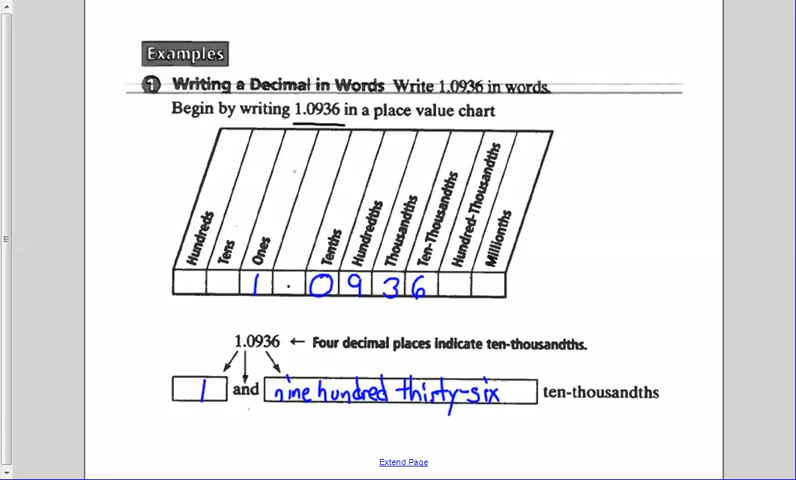 Examples
1 Writing a Decimal in Words Write 1.0936 in words.
Begin by writing 1.0936 in a place value chart
Hundreds Tens Ones Tenths Hundredths Thousandths Ten-Thousandths Hundred-Thousandths Millionths
1 . 0 9 3 6
1.0936 ← Four decimal places indicate ten-thousandths.
1 and nine hundred thirty-six ten-thousandths
Extend Page